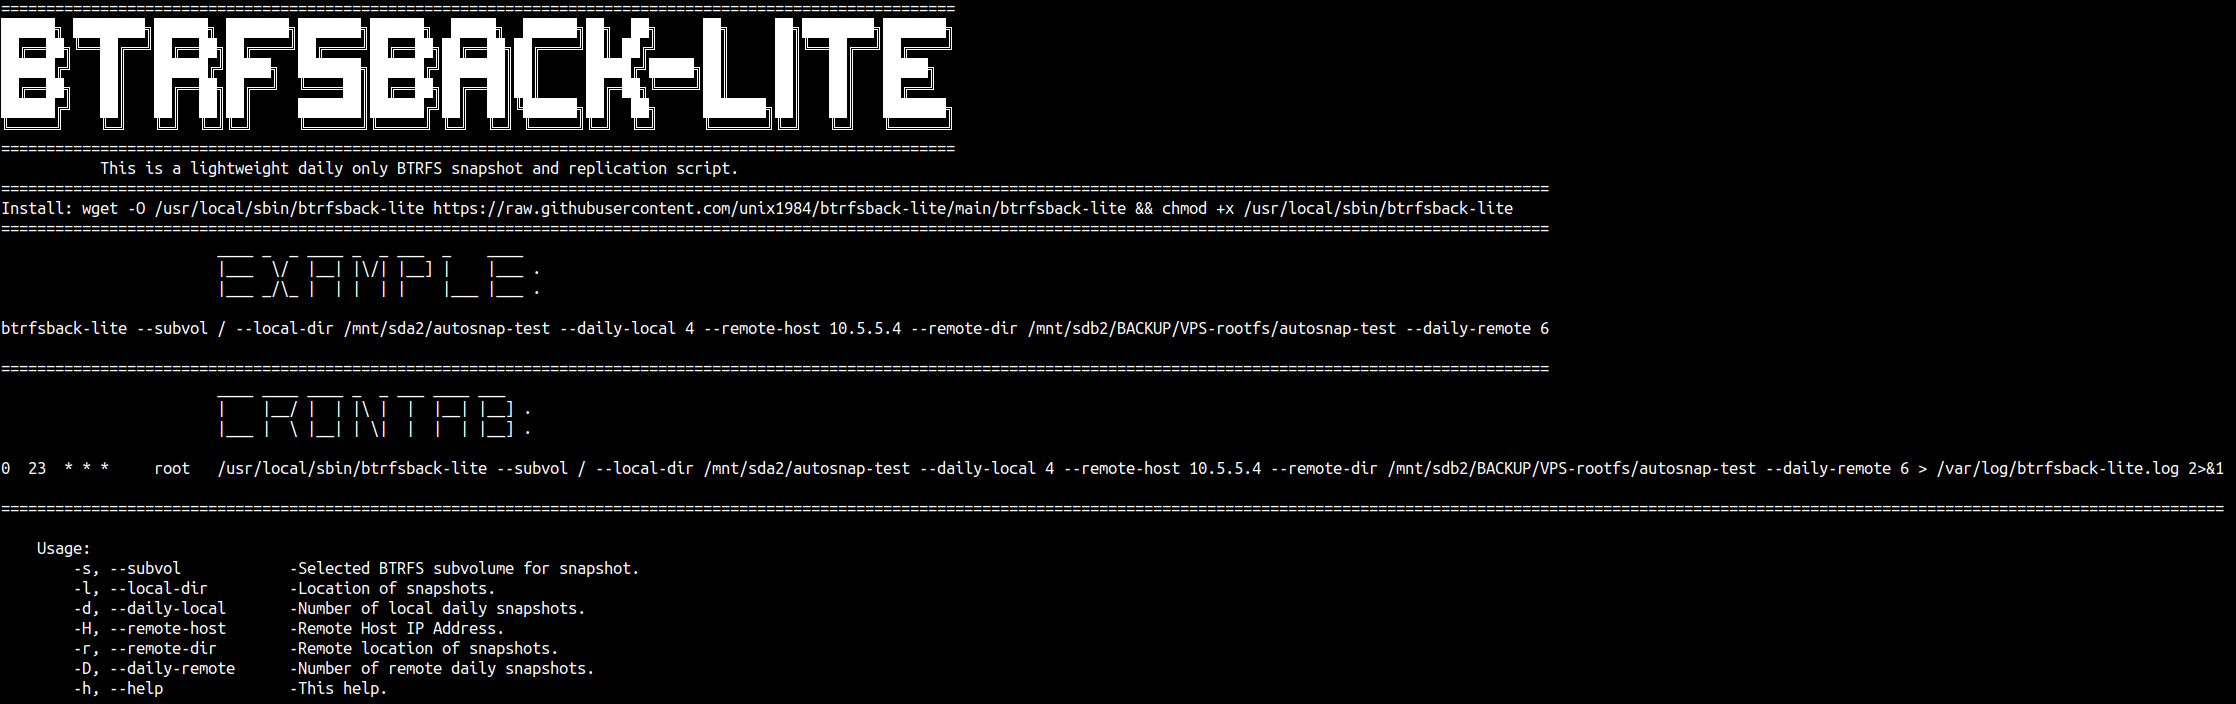 BTRFSBACK-LITE
This is a lightweight daily only BTRFS snapshot and replication script.
Install: wget -O /usr/local/sbin/btrfsback-lite https://raw.githubusercontent.com/unix1984/btrfsback-lite/main/btrfsback-lite && chmod +x /usr/local/sbin/btrfsback-lite
EXAMPLE:
btrfsback-lite --subvol / --local-dir /mnt/sda2/autosnap-test --daily-local 4 --remote-host 10.5.5.4 --remote-dir /mnt/sdb2/BACKUP/VPS-rootfs/autosnap-test --daily-remote 6
CRONTAB:
0  23  * * *     root   /usr/local/sbin/btrfsback-lite --subvol / --local-dir /mnt/sda2/autosnap-test --daily-local 4 --remote-host 10.5.5.4 --remote-dir /mnt/sdb2/BACKUP/VPS-rootfs/autosnap-test --daily-remote 6 > /var/log/btrfsback-lite.log 2>&1
Usage:
-s, --subvol            -Selected BTRFS subvolume for snapshot.
-l, --local-dir         -Location of snapshots.
-d, --daily-local       -Number of local daily snapshots.
-H, --remote-host       -Remote Host IP Address.
-r, --remote-dir        -Remote location of snapshots.
-D, --daily-remote      -Number of remote daily snapshots.
-h, --help              -This help.